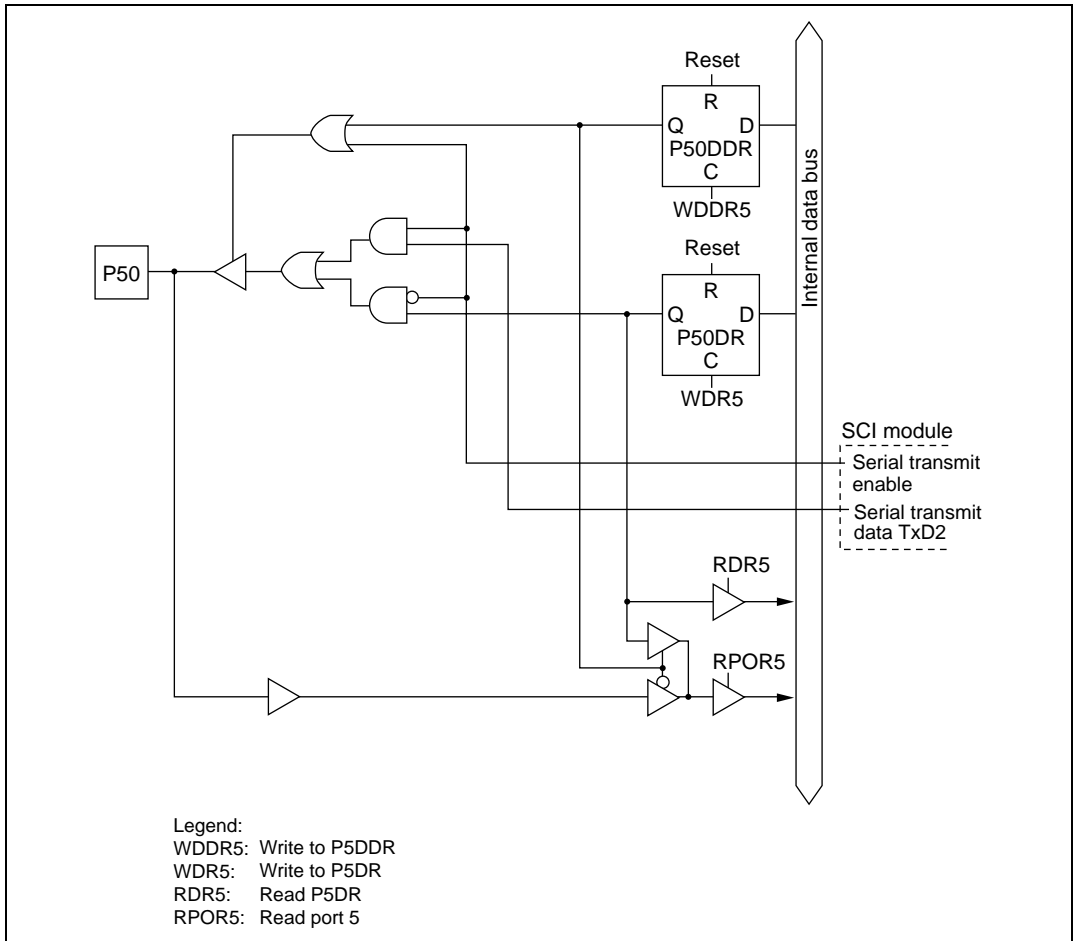 Reset
R
Q D
P50DDR
C
WDDR5
Internal data bus
P50
Reset
R
Q D
P50DR
C
WDR5
SCI module
Serial transmit
enable
Serial transmit
data TxD2
RDR5
RPOR5
Legend:
WDDR5: Write to P5DDR
WDR5: Write to P5DR
RDR5: Read P5DR
RPOR5: Read port 5